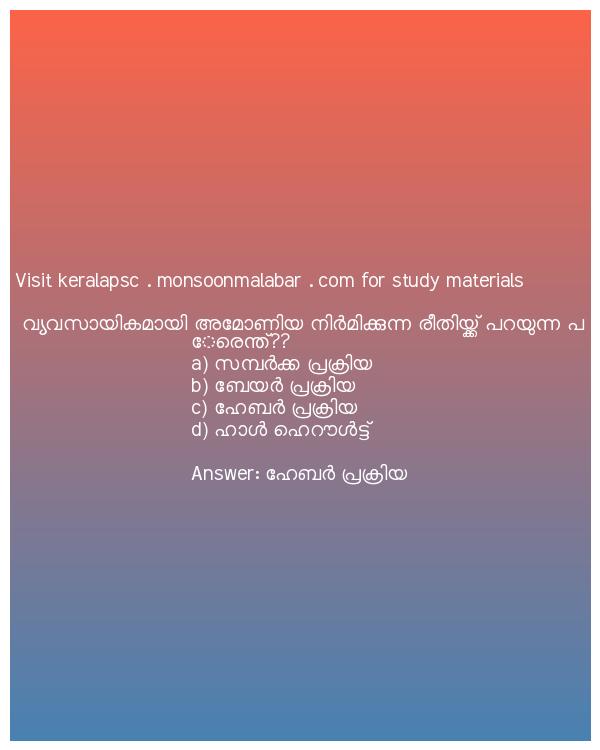 Visit keralapsc . monsoonmalabar . com for study materials
വ്യവസായികമായി അമോണിയ നിർമിക്കുന്ന രീതിയ്ക്ക് പറയുന്ന പ
േരെന്ത്??
a) സമ്പർക്ക പ്രക്രിയ
b) ബേയർ പ്രക്രിയ
c) ഹേബർ പ്രക്രിയ
d) ഹാൾ ഹെറൗൾട്ട്
Answer: ഹേബർ പ്രക്രിയ